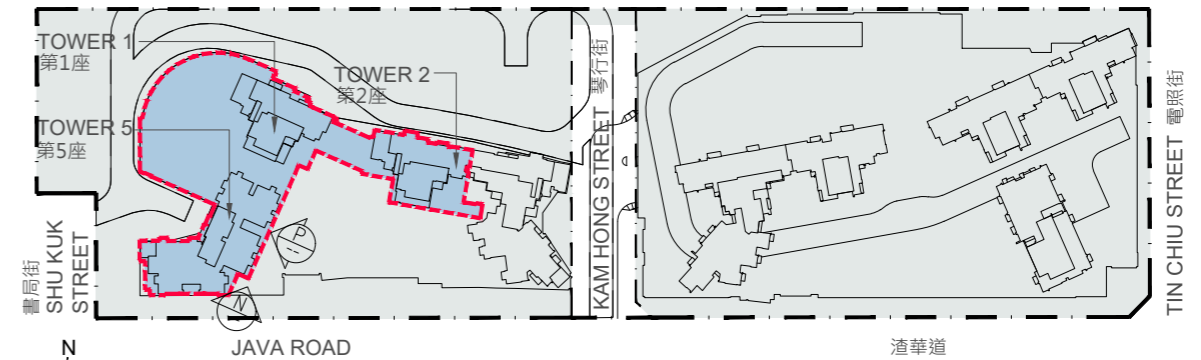 TOWER 1
第1座
TOWER 2
第2座
TOWER 5
第5座
書局街
SHU KUK
STREET
琴行街
KAM HONG STREET
電照街
TIN CHIU STREET
P
N
N
JAVA ROAD
渣華道